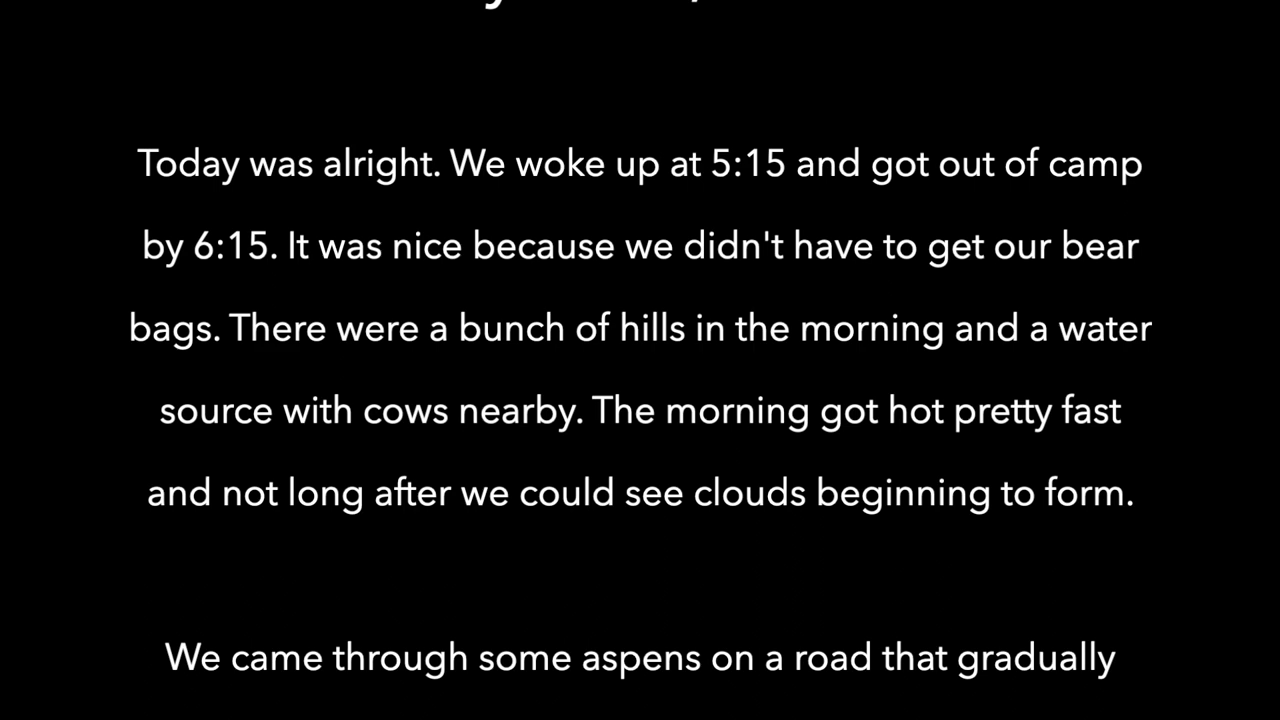 Today was alright. We woke up at 5:15 and got out of camp
by 6:15. It was nice because we didn't have to get our bear
bags. There were a bunch of hills in the morning and a water
source with cows nearby. The morning got hot pretty fast
and not long after we could see clouds beginning to form.
We came through some aspens on a road that gradually